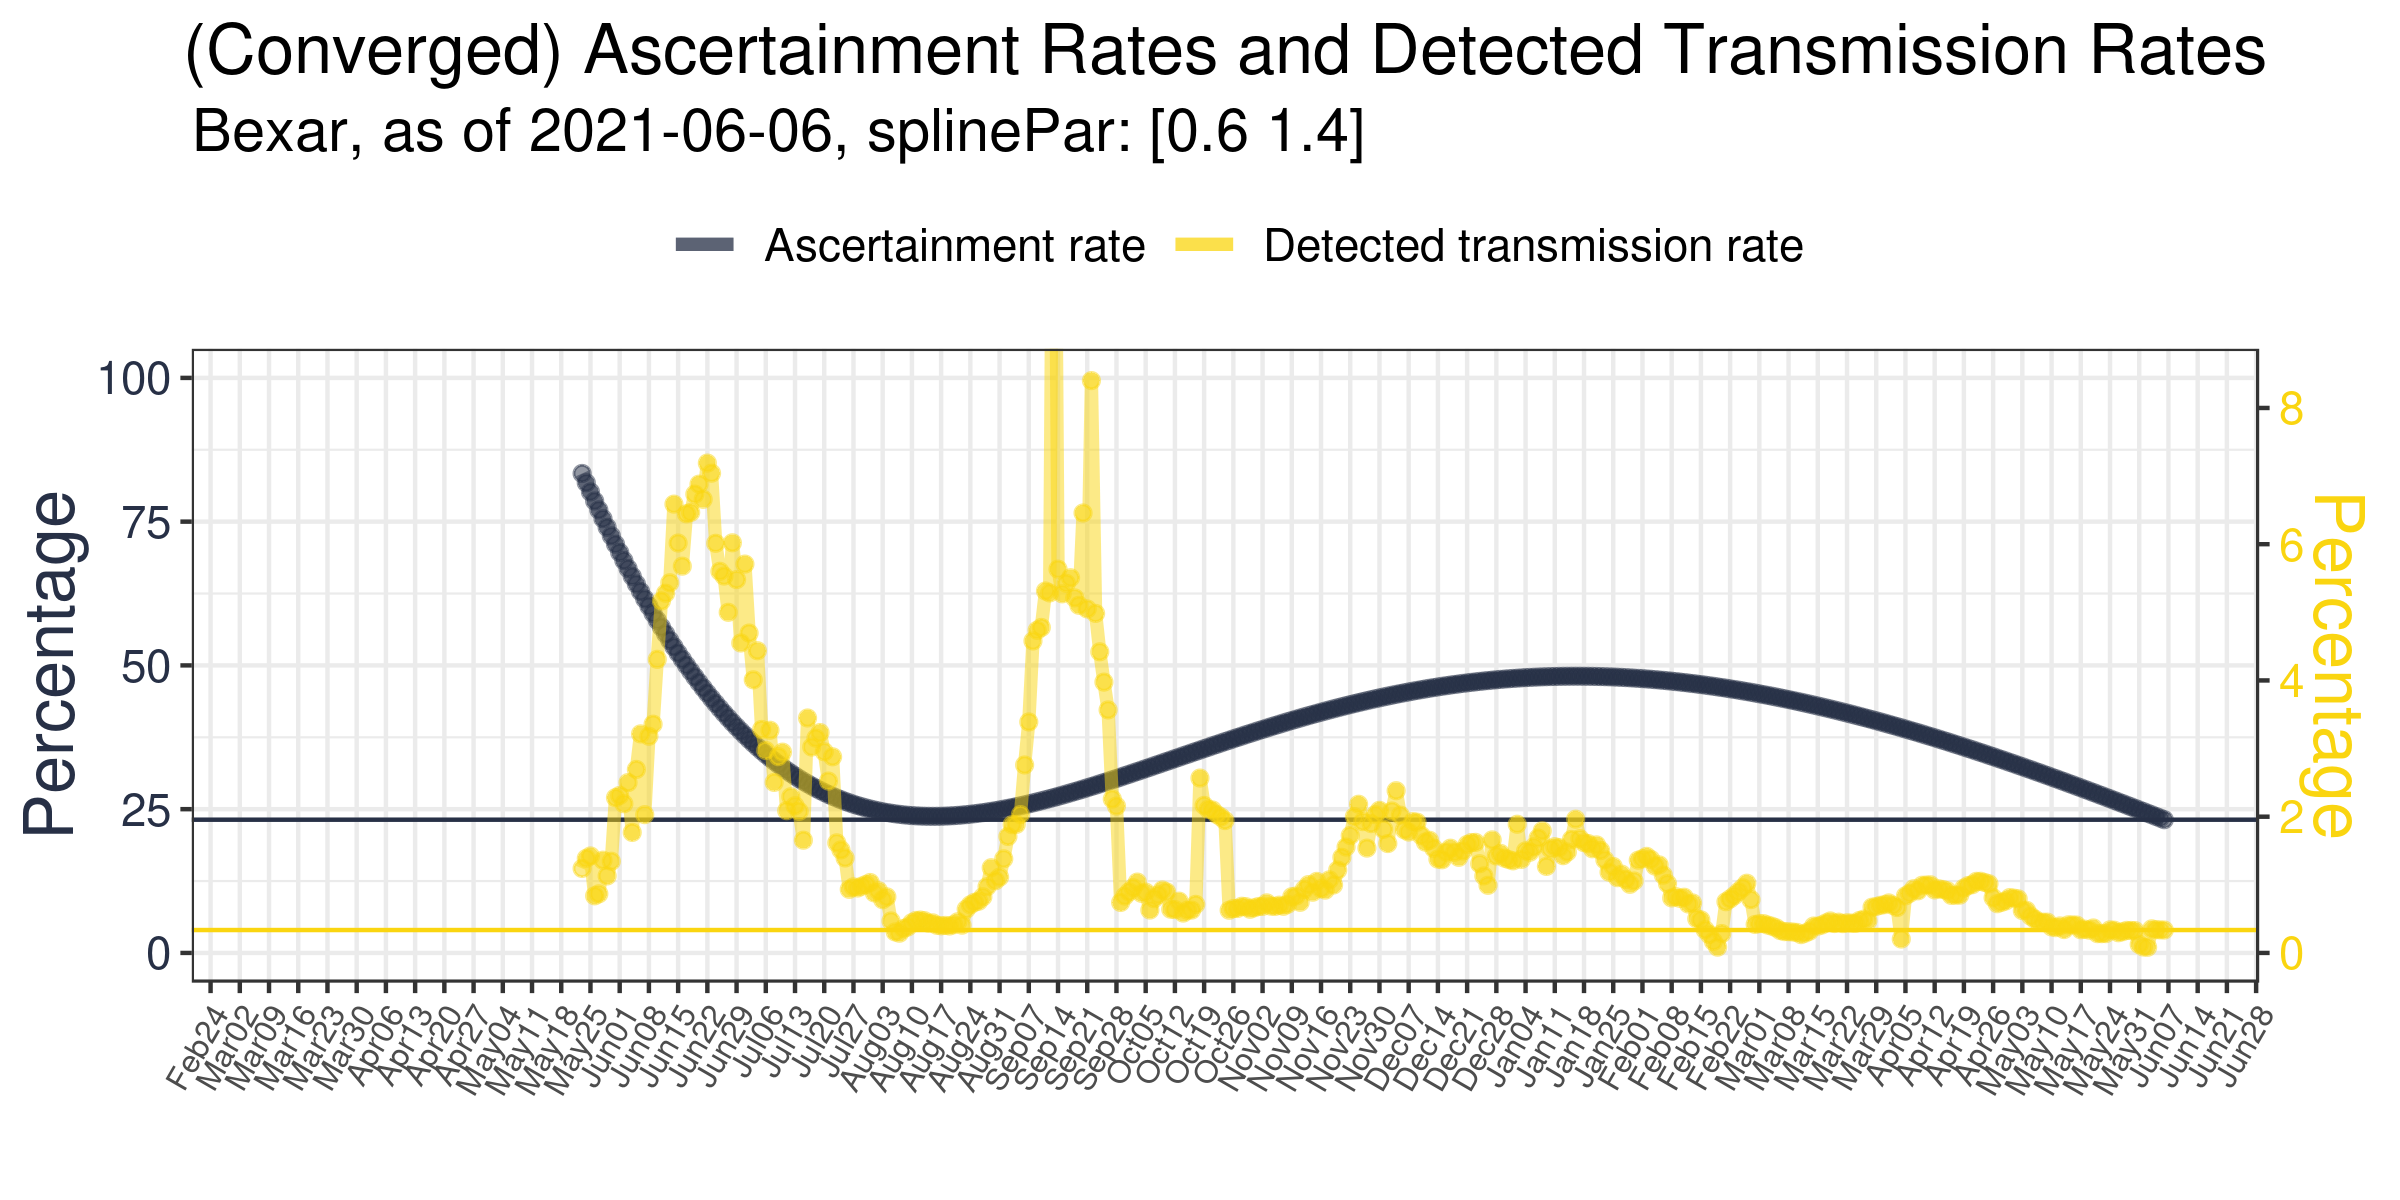 (Converged) Ascertainment Rates and Detected Transmission Rates
Bexar, as of 2021-06-06, splinePar: [0.6 1.4]
Ascertainment rate
Detected transmission rate
Percentage
100
75
50
25
0
8
6
4
2
0
Percentage
Feb24
Mar02
Mar09
Mar16
Mar23
Mar30
Apr06
Apr13
Apr20
Apr27
May04
May11
May18
May25
Jun01
Jun08
Jun15
Jun22
Jun29
Jul06
Jul13
Jul20
Jul27
Aug03
Aug10
Aug17
Aug24
Aug31
Sep07
Sep14
Sep21
Sep28
Oct05
Oct12
Oct19
Oct26
Nov02
Nov09
Nov16
Nov23
Nov30
Dec07
Dec14
Dec21
Dec28
Jan04
Jan11
Jan18
Jan25
Feb01
Feb08
Feb15
Feb22
Mar01
Mar08
Mar15
Mar22
Mar29
Apr05
Apr12
Apr19
Apr26
May03
May10
May17
May24
May31
Jun07
Jun14
Jun21
Jun28